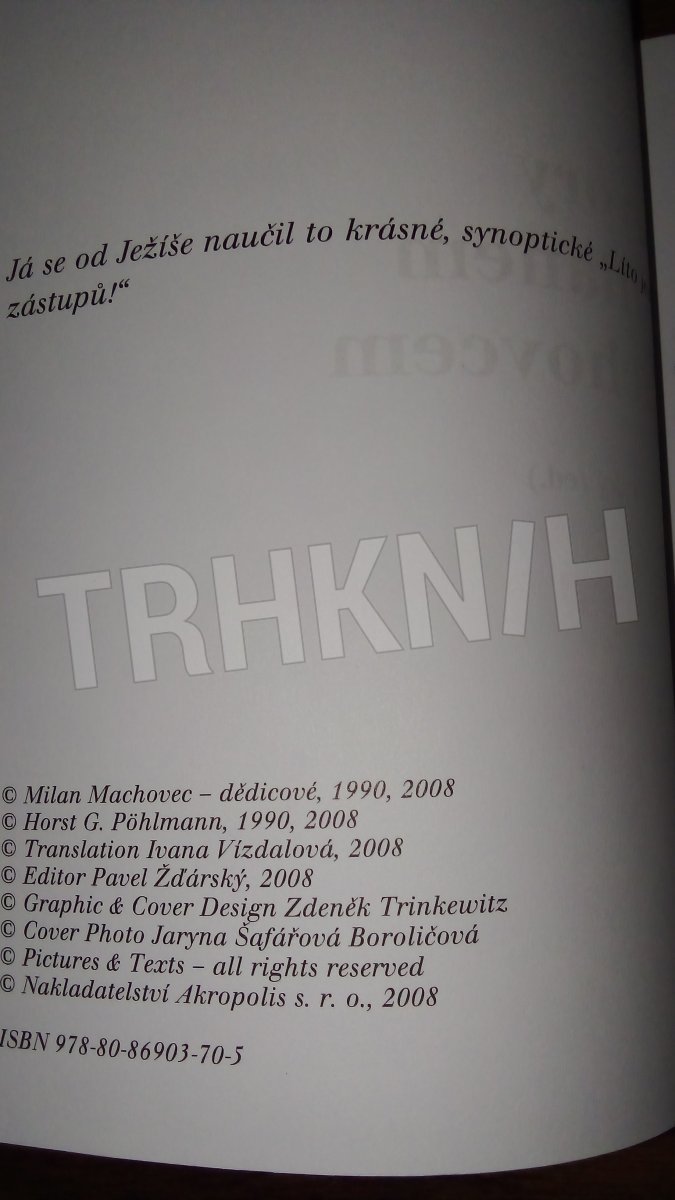 Já se od Ježíše naučil to krásné, synoptické „Líto
zástupů!“
TRHKNIH
© Milan Machovec – dědicové, 1990, 2008
© Horst G. Pöhlmann, 1990, 2008
© Translation Ivana Vízdalová, 2008
© Editor Pavel Žďárský, 2008
© Graphic & Cover Design Zdeněk Trinkewitz
© Cover Photo Jaryna Šafářová Boroličová
© Pictures & Texts – all rights reserved
© Nakladatelství Akropolis s. r. o., 2008
ISBN 978-80-86903-70-5